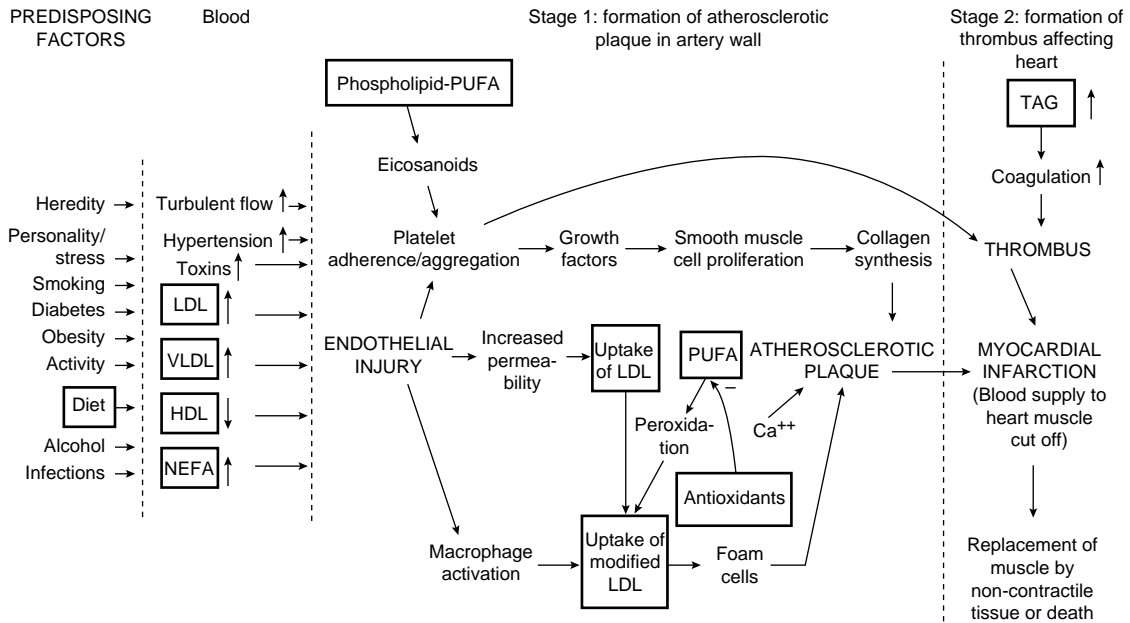 PREDISPOSING
FACTORS
Blood
Stage 1: formation of atherosclerotic
plaque in artery wall
Stage 2: formation of
thrombus affecting
heart
Heredity
Personality/
stress
Smoking
Diabetes
Obesity
Activity
Diet
Alcohol
Infections
Turbulent flow
Hypertension
Toxins
LDL
VLDL
HDL
NEFA
Phospholipid-PUFA
Eicosanoids
Platelet
adherence/aggregation
Growth
factors
Smooth muscle
cell proliferation
Collagen
synthesis
ENDOTHELIAL
INJURY
Increased
permea-
bility
Uptake
of LDL
PUFA
–
Peroxida-
tion
Antioxidants
ATHEROSCLEROTIC
PLAQUE
Ca++
Macrophage
activation
Uptake of
modified
LDL
Foam
cells
TAG
Coagulation
THROMBUS
MYOCARDIAL
INFARCTION
(Blood supply to
heart muscle
cut off)
Replacement of
muscle by
non-contractile
tissue or death